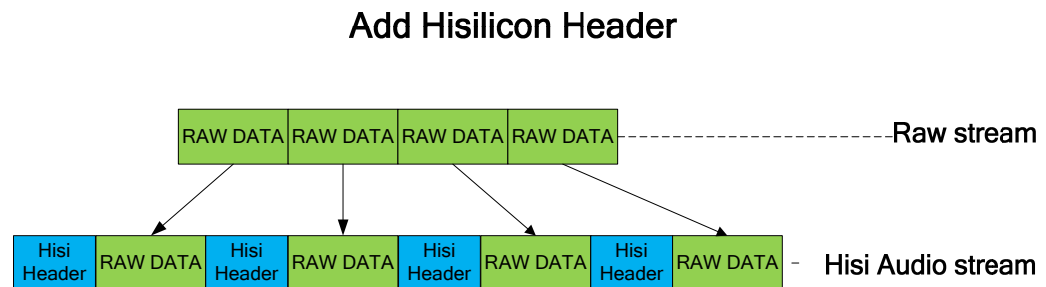 Add Hisilicon Header
RAW DATA RAW DATA RAW DATA RAW DATA Raw stream
Hisi Header RAW DATA Hisi Header RAW DATA Hisi Header RAW DATA Hisi Header RAW DATA Hisi Audio stream